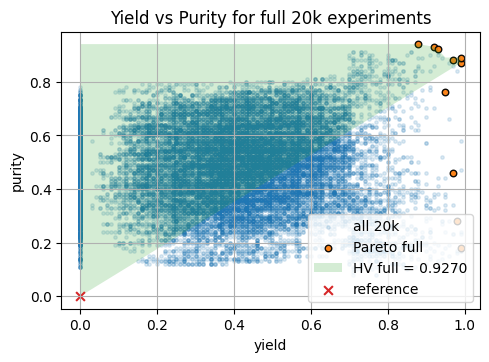 Yield vs Purity for full 20k experiments
purity
0.8
0.6
0.4
0.2
0.0
all 20k
Pareto full
HV full = 0.9270
reference
0.0 0.2 0.4 0.6 0.8 1.0
yield